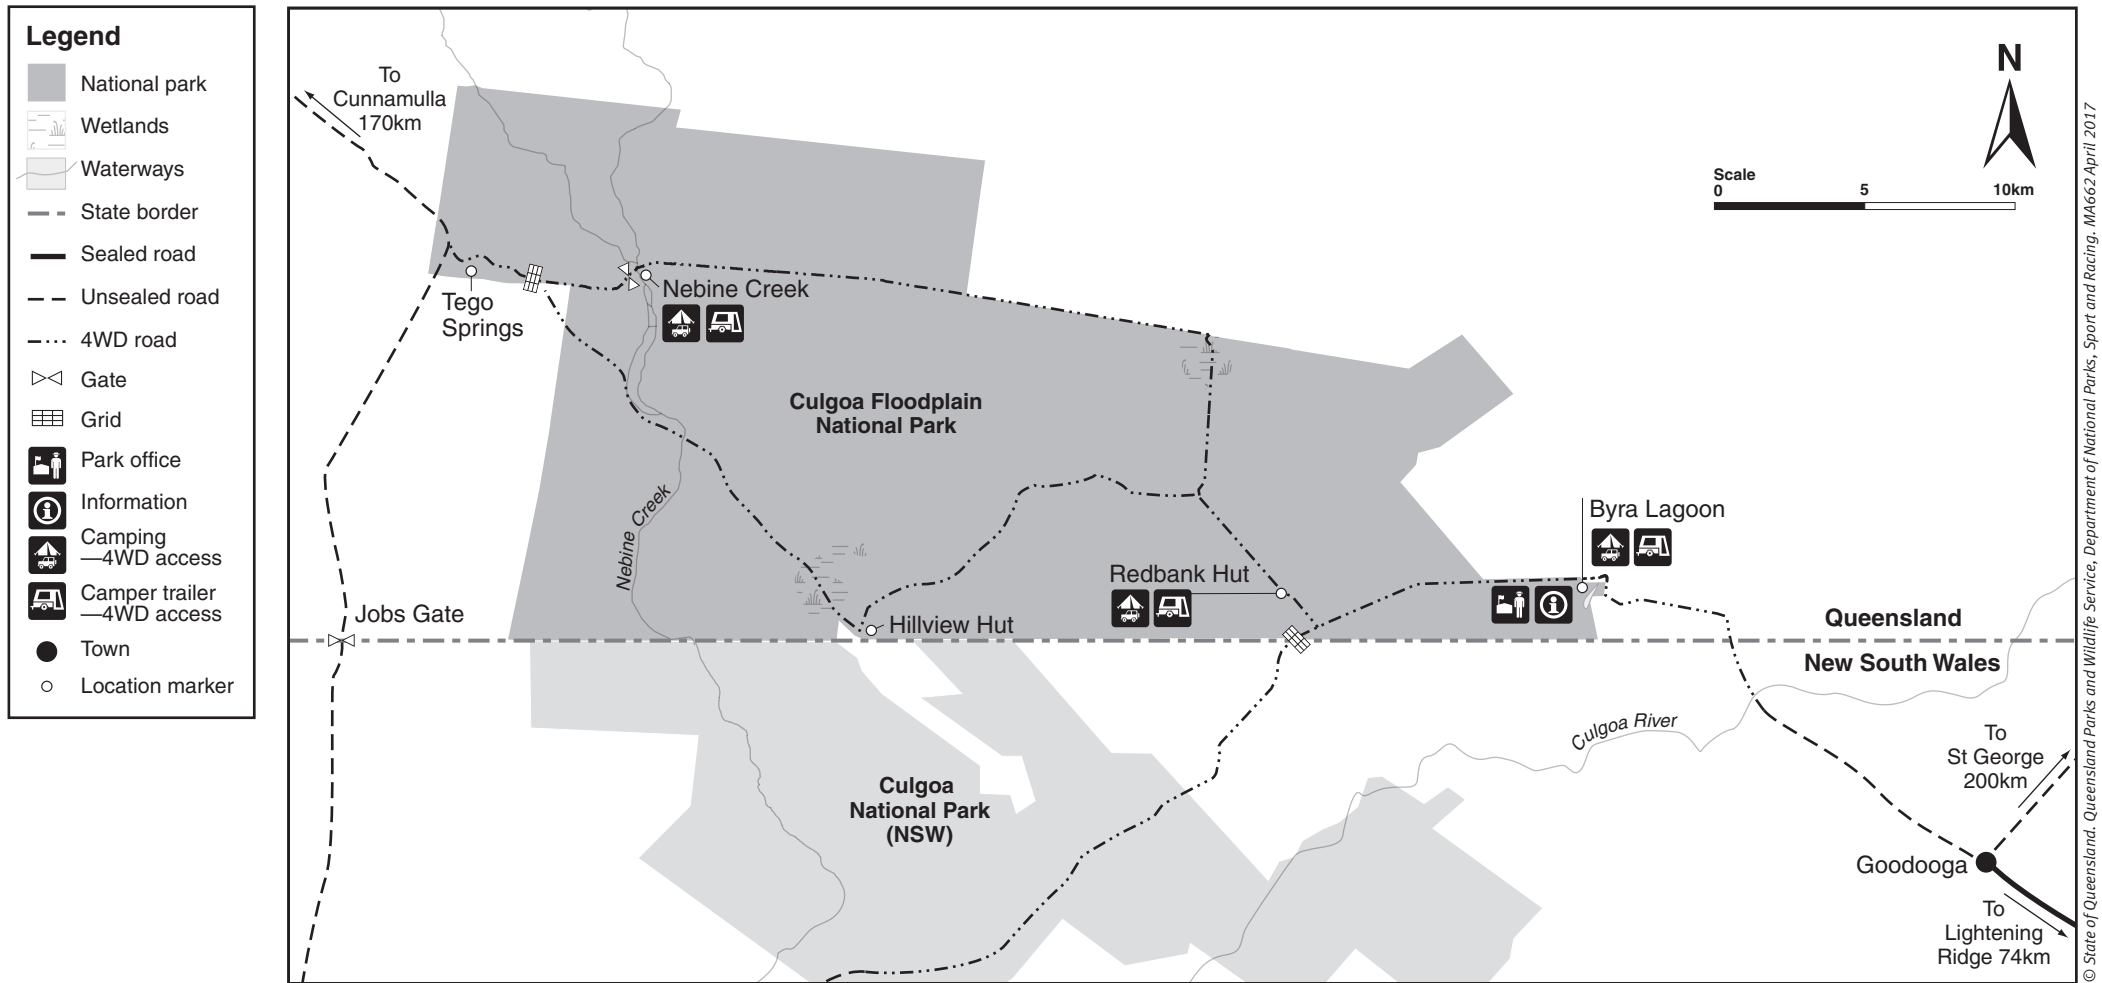 Legend
National park
Wetlands
Waterways
State border
Sealed road
Unsealed road
4WD road
Gate
Grid
Park office
Information
Camping
—4WD access
Camper trailer
—4WD access
Town
Location marker
To
Cunnamulla
170km
N
Scale
0 5 10km
Tego
Springs
Nebine Creek
Culgoa Floodplain
National Park
Nebine Creek
Byra Lagoon
Redbank Hut
Jobs Gate
Hillview Hut
Queensland
New South Wales
Culgoa River
Culgoa
National Park
(NSW)
To
St George
200km
Goodooga
To
Lightening
Ridge 74km
© State of Queensland. Queensland Parks and Wildlife Service, Department of National Parks, Sport and Racing. MA662 April 2017